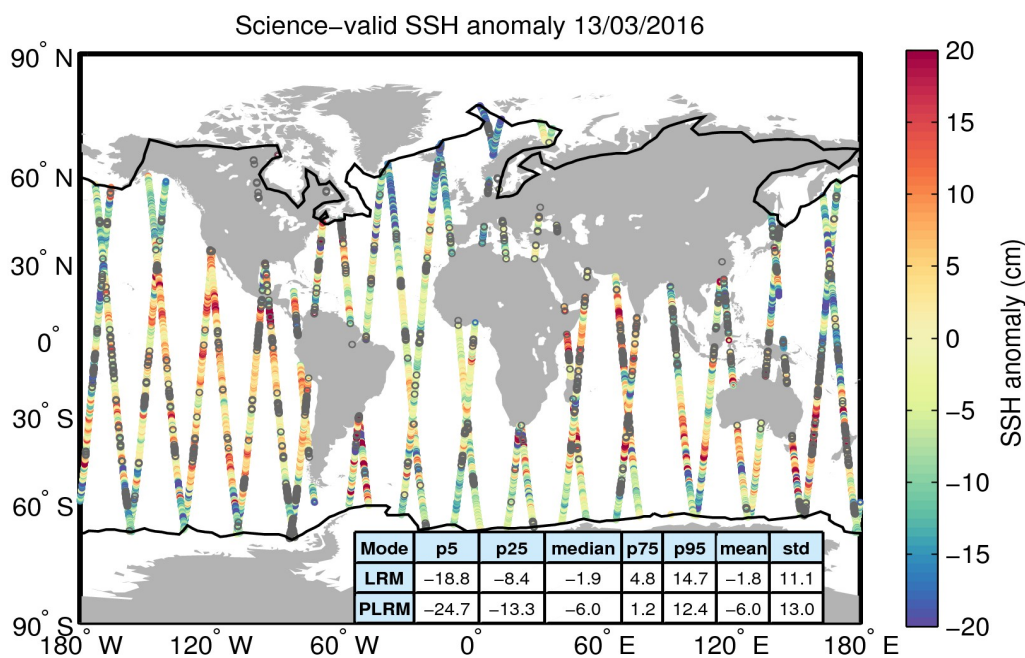 Science−valid SSH anomaly 13/03/2016
90° N
60° N
30° N
0°
30° S
60° S
90° S
180° W
120° W
60° W
0°
60° E
120° E
180° E
Mode p5 p25 median p75 p95 mean std
LRM −18.8 −8.4 −1.9 4.8 14.7 −1.8 11.1
PLRM −24.7 −13.3 −6.0 1.2 12.4 −6.0 13.0
20
15
10
5
0
−5
−10
−15
−20
SSH anomaly (cm)